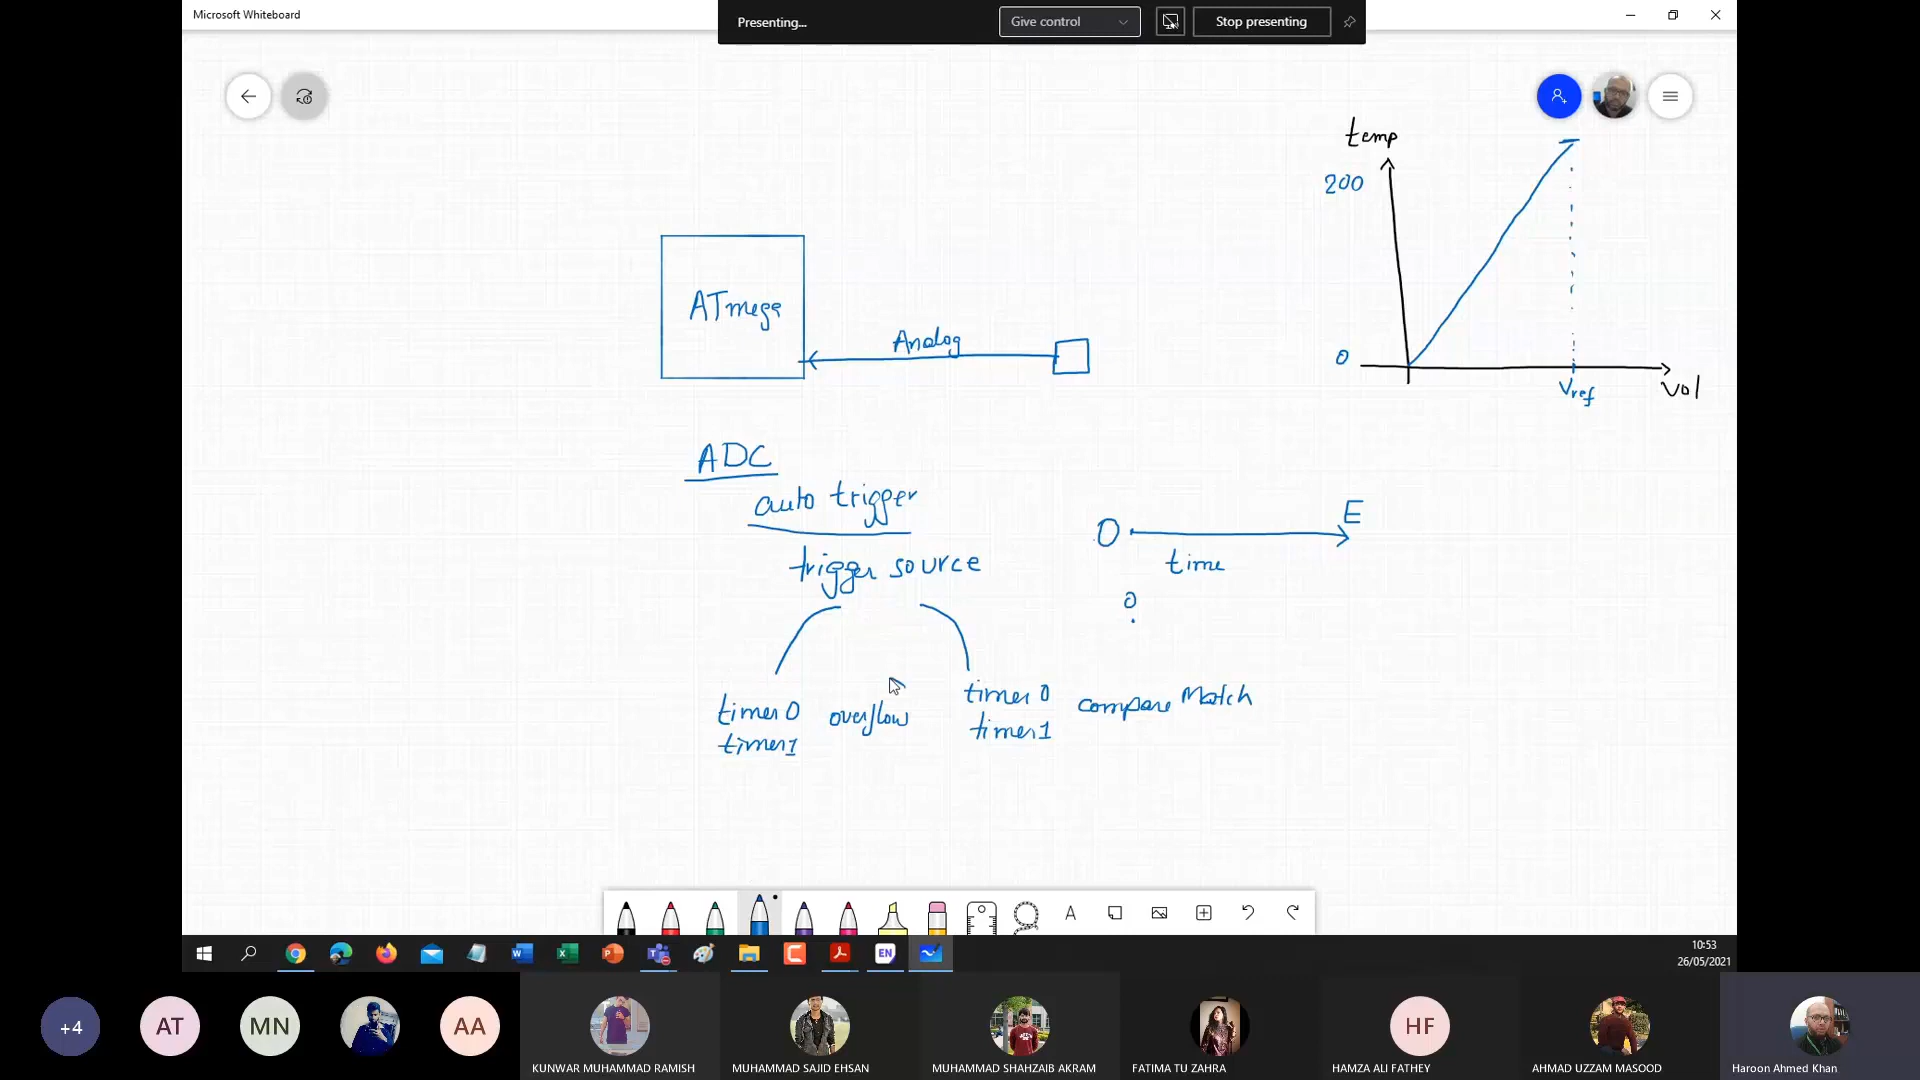 Microsoft Whiteboard
Presenting...
Give control
Stop presenting
temp
200
0
Vref
Vol
ATmega
Analog
ADC
auto trigger
trigger source
O
E
time
0
timer0
overflow
timer1
timer0
compare Match
timer1
A
EN
10:53
26/05/2021
+4
AT
MN
AA
HF
KUNWAR MUHAMMAD RAMISH
MUHAMMAD SAJID EHSAN
MUHAMMAD SHAHZAIB AKRAM
FATIMA TU ZAHRA
HAMZA ALI FATHEY
AHMAD UZZAM MASOOD
Haroon Ahmed Khan